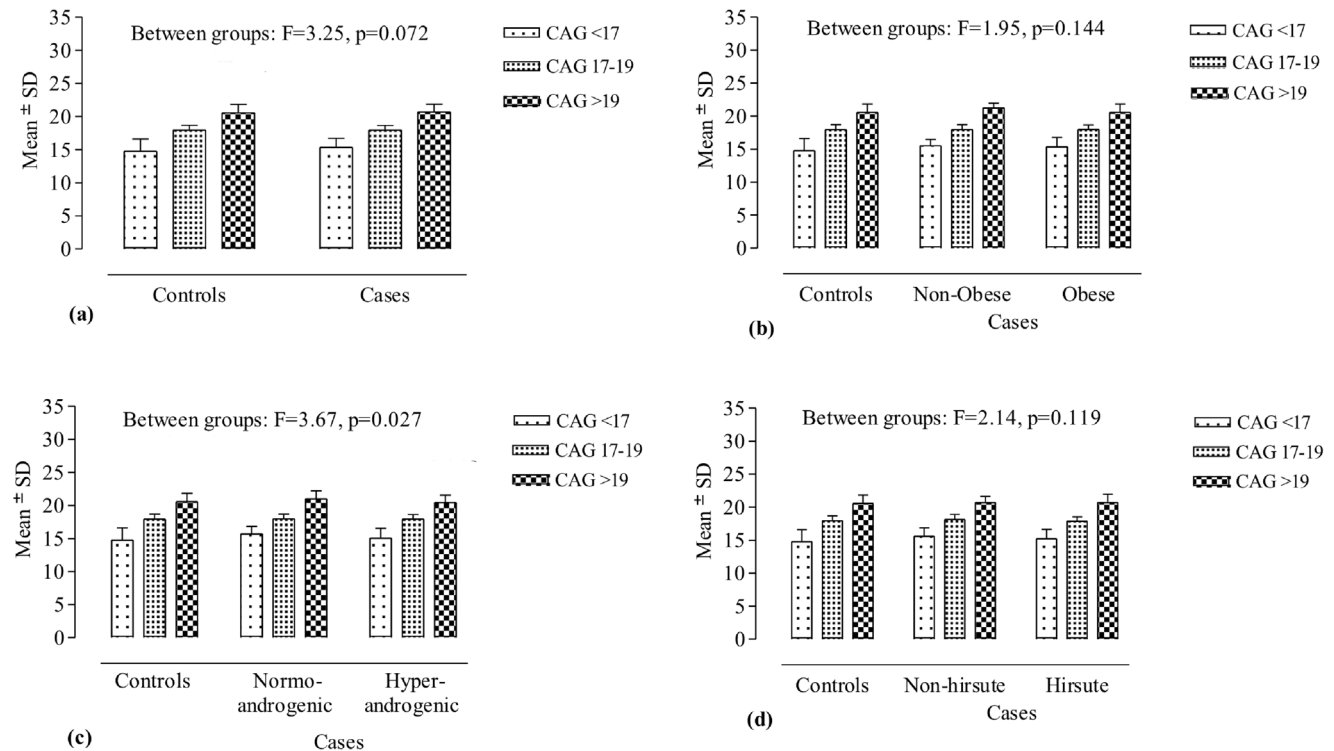 Between groups: F=3.25, p=0.072
CAG <17
CAG 17-19
CAG >19
Mean ± SD
35
30
25
20
15
10
5
0
Controls
Cases
(a)
Between groups: F=1.95, p=0.144
CAG <17
CAG 17-19
CAG >19
Mean ± SD
35
30
25
20
15
10
5
0
Controls
Non-Obese
Obese
Cases
(b)
Between groups: F=3.67, p=0.027
CAG <17
CAG 17-19
CAG >19
Mean ± SD
35
30
25
20
15
10
5
0
Controls
Normo-
androgenic
Hyper-
androgenic
Cases
(c)
Between groups: F=2.14, p=0.119
CAG <17
CAG 17-19
CAG >19
Mean ± SD
35
30
25
20
15
10
5
0
Controls
Non-hirsute
Hirsute
Cases
(d)